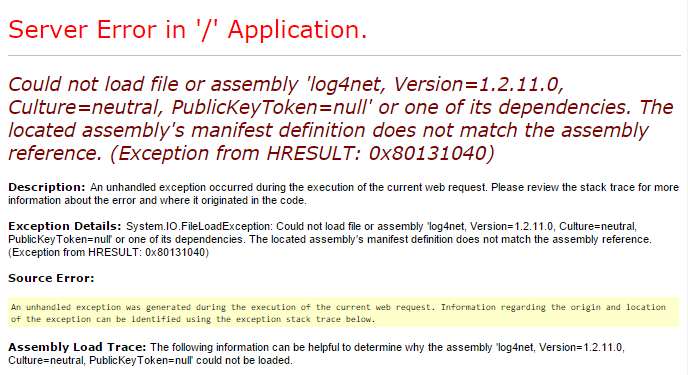 Server Error in '/' Application.
Could not load file or assembly 'log4net, Version=1.2.11.0,
Culture=neutral, PublicKeyToken=null' or one of its dependencies. The
located assembly's manifest definition does not match the assembly
reference. (Exception from HRESULT: 0x80131040)
Description: An unhandled exception occurred during the execution of the current web request. Please review the stack trace for more
information about the error and where it originated in the code.
Exception Details: System.IO.FileLoadException: Could not load file or assembly 'log4net, Version=1.2.11.0, Culture=neutral,
PublicKeyToken=null' or one of its dependencies. The located assembly's manifest definition does not match the assembly reference.
(Exception from HRESULT: 0x80131040)
Source Error:
An unhandled exception was generated during the execution of the current web request. Information regarding the origin and location
of the exception can be identified using the exception stack trace below.
Assembly Load Trace: The following information can be helpful to determine why the assembly 'log4net, Version=1.2.11.0,
Culture=neutral, PublicKeyToken=null' could not be loaded.